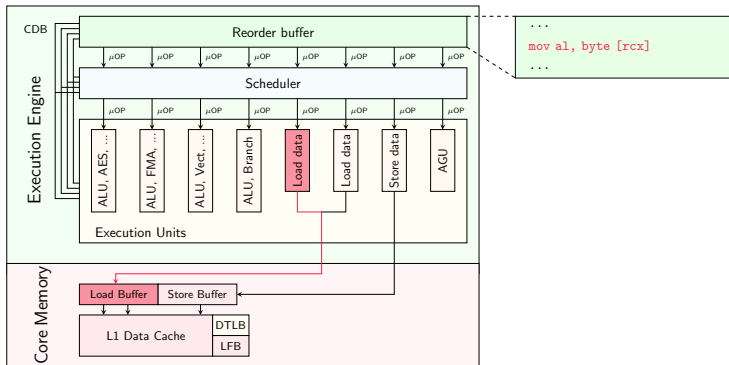 CDB
Reorder buffer
...
mov al, byte [rcx]
...
μOP μOP μOP μOP μOP μOP μOP μOP
Scheduler
μOP μOP μOP μOP μOP μOP μOP μOP
Execution Engine
ALU, AES, ...
ALU, FMA, ...
ALU, Vect, ...
ALU, Branch
Load data
Load data
Store data
AGU
Execution Units
Core Memory
Load Buffer
Store Buffer
L1 Data Cache
DTLB
LFB